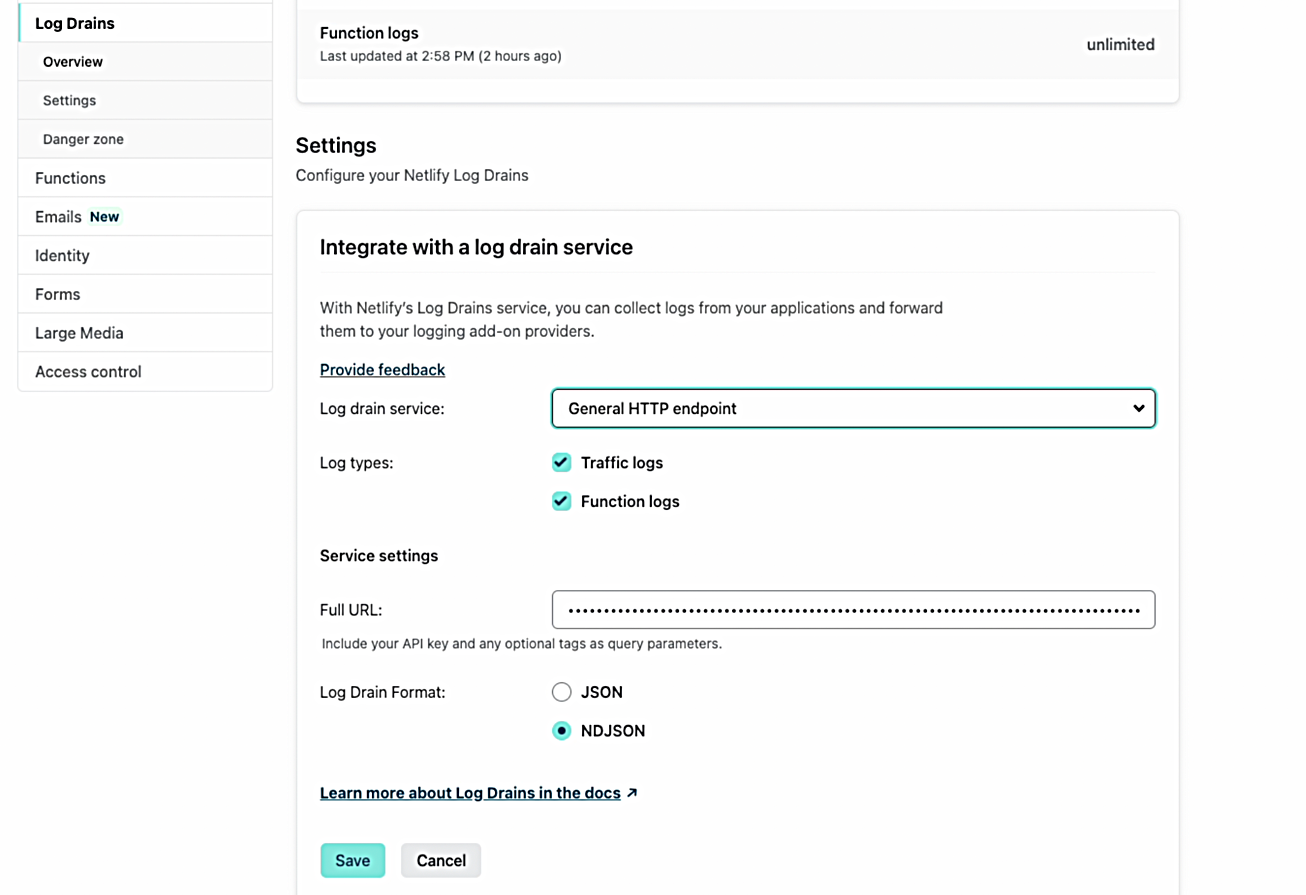 Log Drains
Overview
Settings
Danger zone
Functions
Emails New
Identity
Forms
Large Media
Access control
Function logs
Last updated at 2:58 PM (2 hours ago)
unlimited
Settings
Configure your Netlify Log Drains
Integrate with a log drain service
With Netlify's Log Drains service, you can collect logs from your applications and forward
them to your logging add-on providers.
Provide feedback
Log drain service:
General HTTP endpoint
Log types:
Traffic logs
Function logs
Service settings
Full URL:
Include your API key and any optional tags as query parameters.
Log Drain Format:
JSON
NDJSON
Learn more about Log Drains in the docs
Save
Cancel